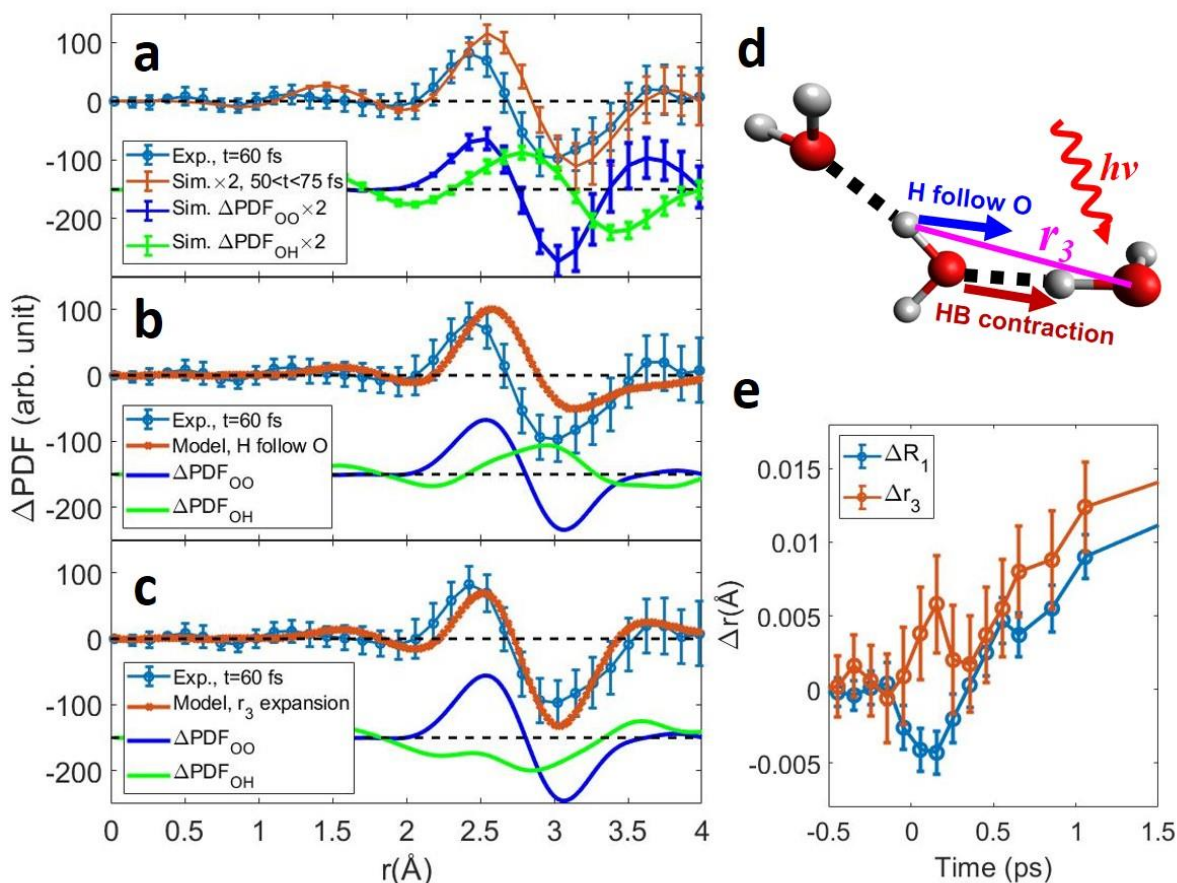 a
100
0
-100
-200
Exp., t=60 fs
Sim.×2, 50<t<75 fs
Sim. ΔPDF_OO×2
Sim. ΔPDF_OH×2
b
100
0
-100
-200
Exp., t=60 fs
Model, H follow O
ΔPDF_OO
ΔPDF_OH
c
100
0
-100
-200
Exp., t=60 fs
Model, r_3 expansion
ΔPDF_OO
ΔPDF_OH
0 0.5 1 1.5 2 2.5 3 3.5 4
r(Å)
ΔPDF (arb. unit)
d
hν
H follow O
r_3
HB contraction
e
ΔR_1
Δr_3
0.015
0.01
0.005
0
-0.005
Δr(Å)
-0.5 0 0.5 1 1.5
Time (ps)